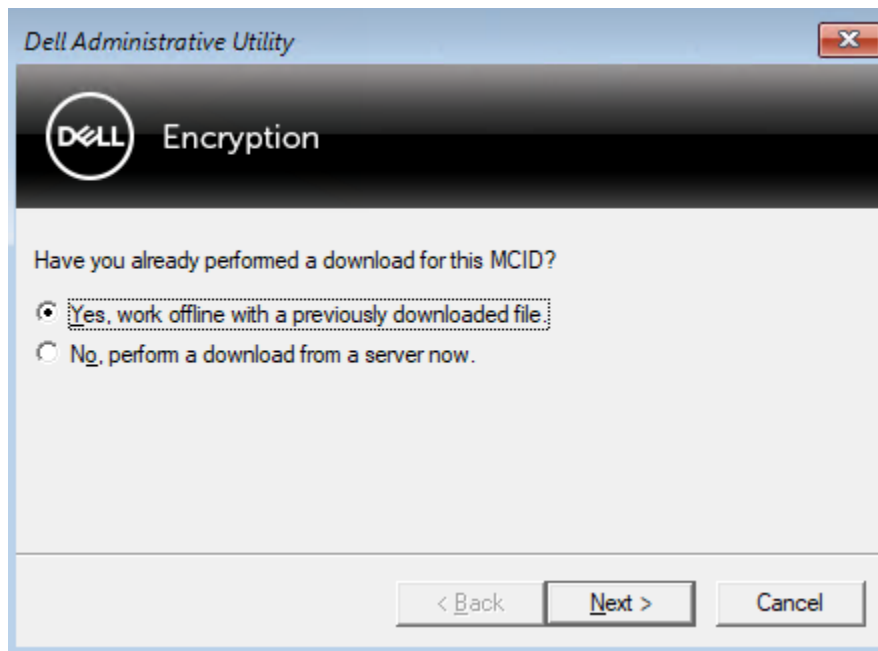 Dell Administrative Utility
DELL Encryption
Have you already performed a download for this MCID?
Yes, work offline with a previously downloaded file.
No, perform a download from a server now.
< Back Next > Cancel